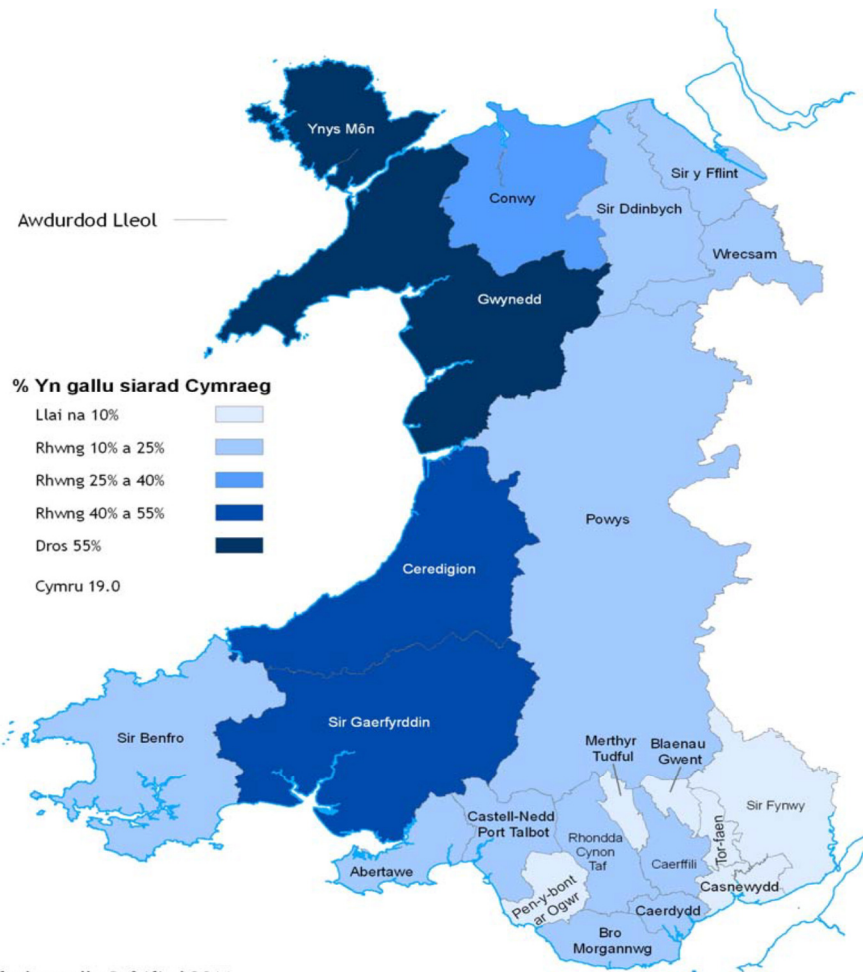 Ynys Môn
Conwy
Sir y Fflint
Sir Ddinbych
Wrecsam
Awdurdod Lleol
Gwynedd
% Yn gallu siarad Cymraeg
Llai na 10%
Rhwng 10% a 25%
Rhwng 25% a 40%
Rhwng 40% a 55%
Dros 55%
Cymru 19.0
Powys
Ceredigion
Sir Gaerfyrddin
Sir Benfro
Merthyr
Tudful
Blaenau
Gwent
Sir Fynwy
Castell-Nedd
Port Talbot
Rhondda
Cynon
Taf
Caerffili
Tor-faen
Abertawe
Pen-y-bont
ar Ogwr
Casnewydd
Caerdydd
Bro
Morgannwg